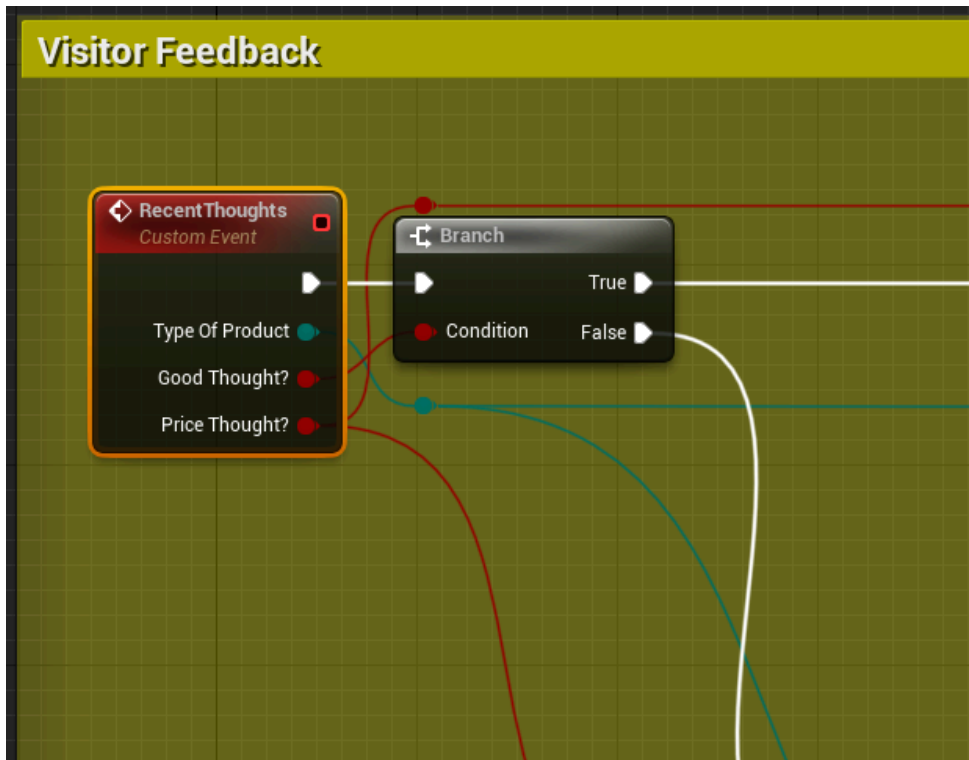 Visitor Feedback
RecentThoughts
Custom Event
Type Of Product
Good Thought?
Price Thought?
Branch
True
Condition
False